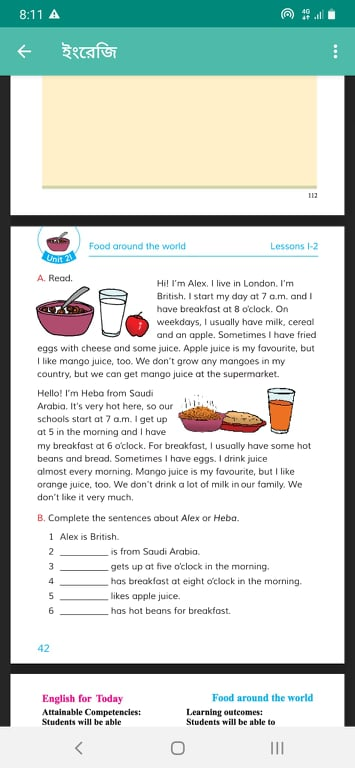 8:11
4G
ইংরেজি
112
Unit 21
Food around the world
Lessons 1-2
A. Read.
Hi! I'm Alex. I live in London. I'm
British. I start my day at 7 a.m. and I
have breakfast at 8 o'clock. On
weekdays, I usually have milk, cereal
and an apple. Sometimes I have fried
eggs with cheese and some juice. Apple juice is my favourite, but
I like mango juice, too. We don't grow any mangoes in my
country, but we can get mango juice at the supermarket.
Hello! I'm Heba from Saudi
Arabia. It's very hot here, so our
schools start at 7 a.m. I get up
at 5 in the morning and I have
my breakfast at 6 o'clock. For breakfast, I usually have some hot
beans and bread. Sometimes I have eggs. I drink juice
almost every morning. Mango juice is my favourite, but I like
orange juice, too. We don't drink a lot of milk in our family. We
don't like it very much.
B. Complete the sentences about Alex or Heba.
1 Alex is British.
2 ________ is from Saudi Arabia.
3 ________ gets up at five o'clock in the morning.
4 ________ has breakfast at eight o'clock in the morning.
5 ________ likes apple juice.
6 ________ has hot beans for breakfast.
42
English for Today
Food around the world
Attainable Competencies:
Learning outcomes:
Students will be able
Students will be able to